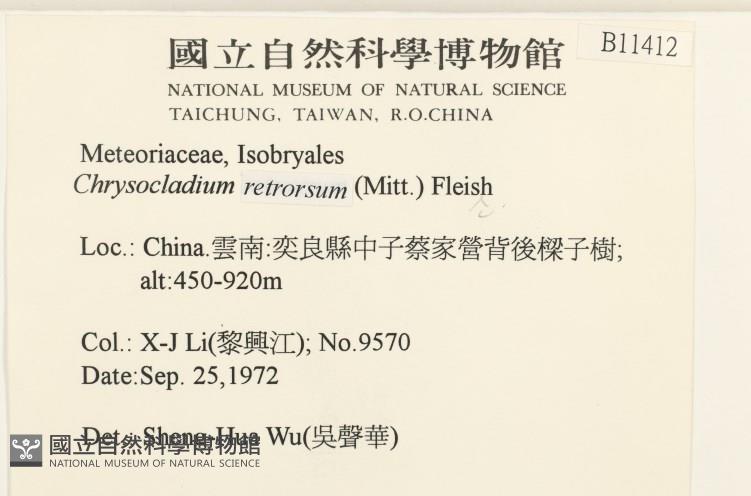 國立自然科學博物館
B11412
NATIONAL MUSEUM OF NATURAL SCIENCE
TAICHUNG, TAIWAN, R.O.CHINA
Meteoriaceae, Isobryales
Chrysocladium retrorsum (Mitt.) Fleish
Loc.: China.雲南:奕良縣中子蔡家營背後樑子樹;
alt:450-920m
Col.: X-J Li(黎興江); No.9570
Date:Sep. 25,1972
Det.: Sheng-Hua Wu(吳聲華)
國立自然科學博物館
NATIONAL MUSEUM OF NATURAL SCIENCE